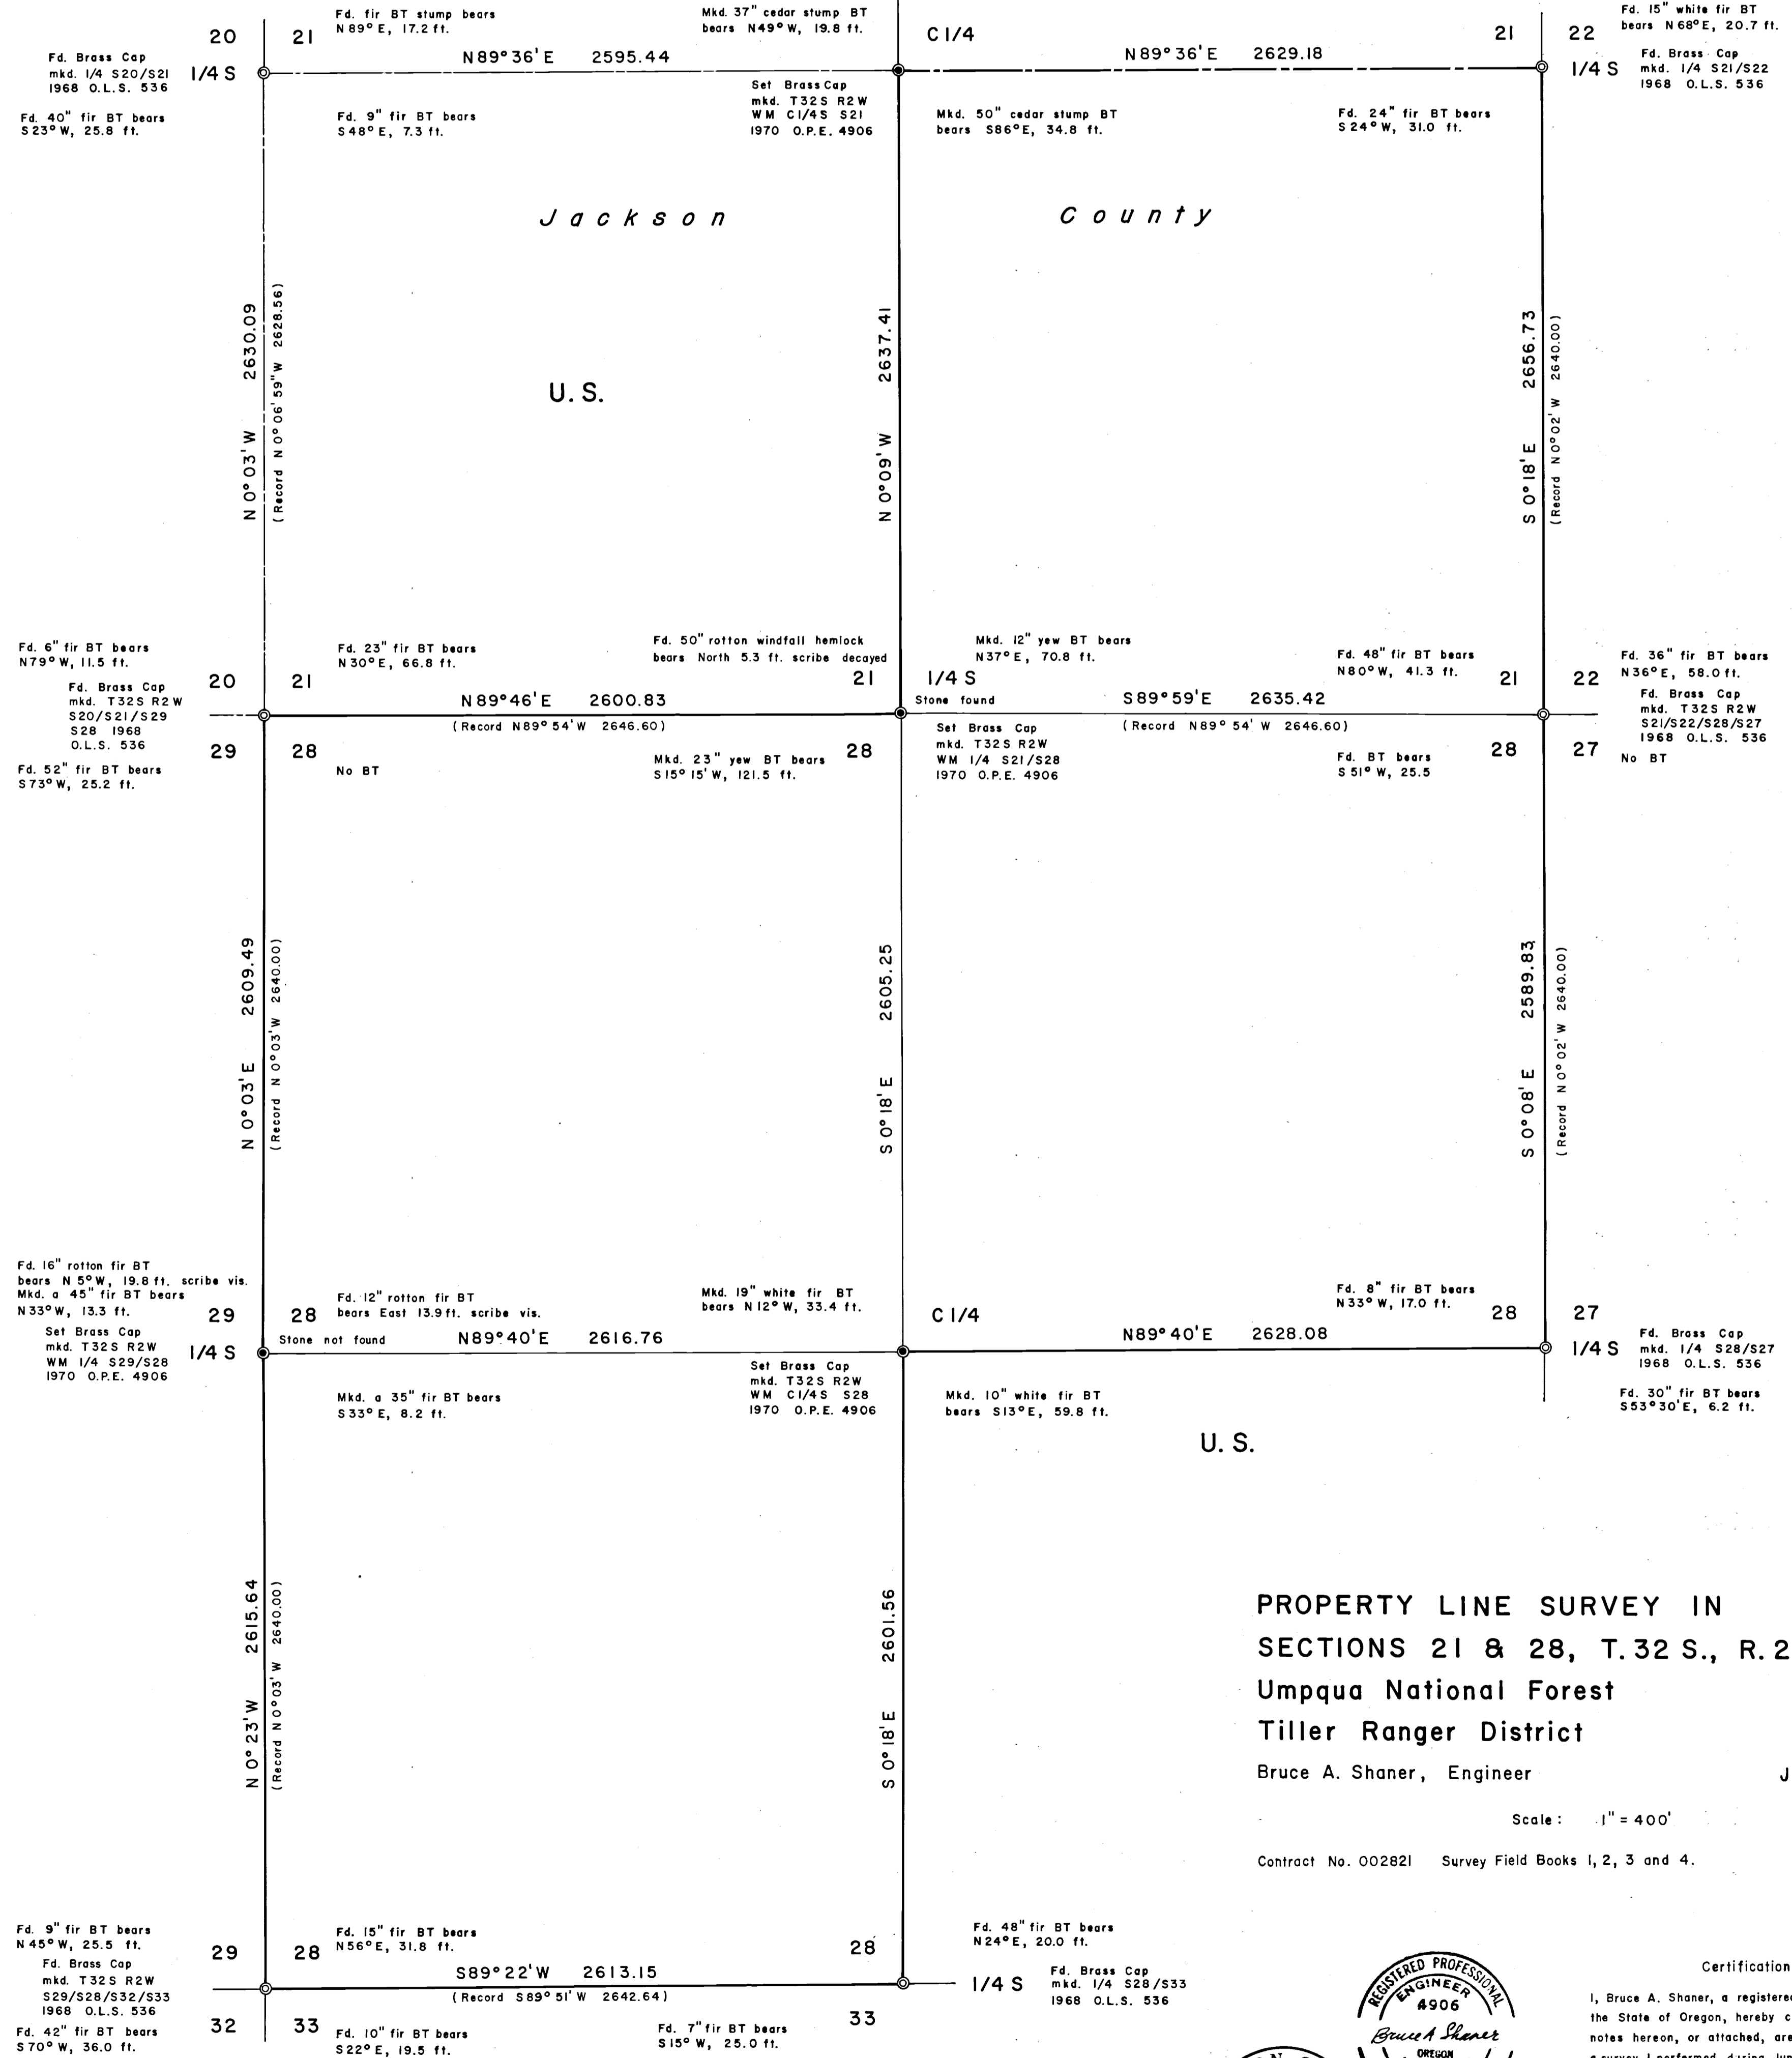 20
21
Fd. fir BT stump bears
N 89° E, 17.2 ft.
Mkd. 37" cedar stump BT
bears N49° W, 19.8 ft.
C 1/4
21
22
Fd. 15" white fir BT
bears N 68° E, 20.7 ft.
Fd. Brass Cap
mkd. 1/4 S20/S21
1968 O.L.S. 536
1/4 S
N 89° 36' E 2595.44
N 89° 36' E 2629.18
1/4 S
Fd. Brass Cap
mkd. 1/4 S21/S22
1968 O.L.S. 536
Fd. 40" fir BT bears
S 23° W, 25.8 ft.
Fd. 9" fir BT bears
S 48° E, 7.3 ft.
Set Brass Cap
mkd. T32S R2W
WM C1/4S S21
1970 O.P.E. 4906
Mkd. 50" cedar stump BT
bears S86° E, 34.8 ft.
Fd. 24" fir BT bears
S 24° W, 31.0 ft.
Jackson County
N 0° 03' W 2630.09
(Record N 0° 06' 59" W 2628.56)
U.S.
N 0° 09' W 2637.41
S 0° 18' E 2656.73
(Record N 0° 02' W 2640.00)
Fd. 6" fir BT bears
N79° W, 11.5 ft.
Fd. 23" fir BT bears
N 30° E, 66.8 ft.
Fd. 50" rotton windfall hemlock
bears North 5.3 ft. scribe decayed
Mkd. 12" yew BT bears
N37° E, 70.8 ft.
Fd. 48" fir BT bears
N80° W, 41.3 ft.
Fd. 36" fir BT bears
N 36° E, 58.0 ft.
20
21
21
1/4 S
21
22
Fd. Brass Cap
mkd. T32S R2W
S20/S21/S29
S28 1968
O.L.S. 536
N 89° 46' E 2600.83
(Record N89° 54' W 2646.60)
Stone found
S 89° 59' E 2635.42
(Record N89° 54' W 2646.60)
Fd. Brass Cap
mkd. T32S R2W
S21/S22/S28/S27
1968 O.L.S. 536
29
28
28
28
27
Fd. 52" fir BT bears
S 73° W, 25.2 ft.
No BT
Mkd. 23" yew BT bears
S 15° 15' W, 121.5 ft.
Set Brass Cap
mkd. T32S R2W
WM 1/4 S21/S28
1970 O.P.E. 4906
Fd. BT bears
S 51° W, 25.5
No BT
N 0° 03' E 2609.49
(Record N 0° 03' W 2640.00)
S 0° 18' E 2605.25
S 0° 08' E 2589.83
(Record N 0° 02' W 2640.00)
Fd. 16" rotton fir BT
bears N 5° W, 19.8 ft. scribe vis.
Mkd. a 45" fir BT bears
N 33° W, 13.3 ft.
Fd. 12" rotton fir BT
bears East 13.9 ft. scribe vis.
Mkd. 19" white fir BT
bears N 12° W, 33.4 ft.
Fd. 8" fir BT bears
N33° W, 17.0 ft.
29
28
C 1/4
28
27
Set Brass Cap
mkd. T32S R2W
WM 1/4 S29/S28
1970 O.P.E. 4906
1/4 S
Stone not found
N89° 40' E 2616.76
N89° 40' E 2628.08
1/4 S
Fd. Brass Cap
mkd. 1/4 S28/S27
1968 O.L.S. 536
Mkd. a 35" fir BT bears
S 33° E, 8.2 ft.
Set Brass Cap
mkd. T32S R2W
WM C1/4S S28
1970 O.P.E. 4906
Mkd. 10" white fir BT
bears S13° E, 59.8 ft.
Fd. 30" fir BT bears
S 53° 30' E, 6.2 ft.
U. S.
N 0° 23' W 2615.64
(Record N 0° 03' W 2640.00)
S 0° 18' E 2601.56
PROPERTY LINE SURVEY IN
SECTIONS 21 & 28, T. 32 S., R. 2
Umpqua National Forest
Tiller Ranger District
Bruce A. Shaner, Engineer J
Scale: 1" = 400'
Contract No. 002821 Survey Field Books 1, 2, 3 and 4.
Fd. 9" fir BT bears
N 45° W, 25.5 ft.
Fd. 15" fir BT bears
N 56° E, 31.8 ft.
Fd. 48" fir BT bears
N 24° E, 20.0 ft.
29
28
28
Fd. Brass Cap
mkd. T32S R2W
S29/S28/S32/S33
1968 O.L.S. 536
S89° 22' W 2613.15
(Record S89° 51' W 2642.64)
1/4 S
Fd. Brass Cap
mkd. 1/4 S28/S33
1968 O.L.S. 536
32
33
33
Fd. 42" fir BT bears
S 70° W, 36.0 ft.
Fd. 10" fir BT bears
S 22° E, 19.5 ft.
Fd. 7" fir BT bears
S 15° W, 25.0 ft.
REGISTERED PROFESSIONAL
ENGINEER
4906
Bruce A Shaner
OREGON
Certification
I, Bruce A. Shaner, a registered
the State of Oregon, hereby c
notes hereon, or attached, are